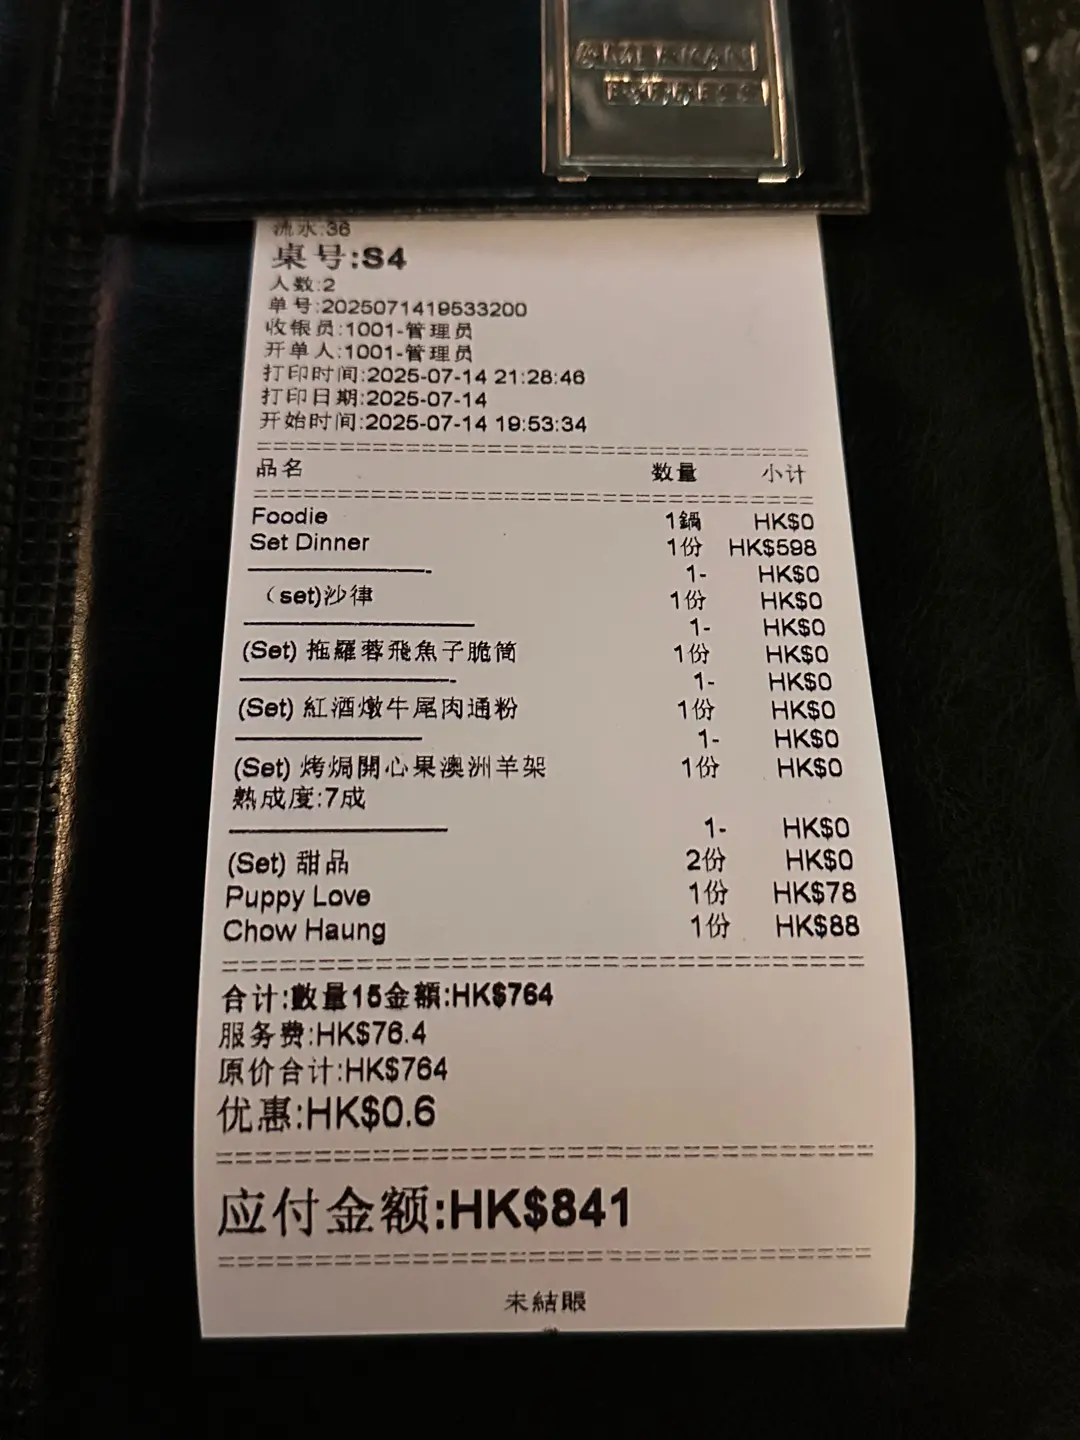 AMERICAN
EXPRESS
流水:36
桌号:S4
人数:2
单号:2025071419533200
收银员:1001-管理员
开单人:1001-管理员
打印时间:2025-07-14 21:28:46
打印日期:2025-07-14
开始时间:2025-07-14 19:53:34
品名 数量 小计
Foodie 1鍋 HK$0
Set Dinner 1份 HK$598
1- HK$0
（set)沙律 1份 HK$0
1- HK$0
(Set) 拖羅蓉飛魚子脆筒 1份 HK$0
1- HK$0
(Set) 紅酒燉牛尾肉通粉 1份 HK$0
1- HK$0
(Set) 烤焗開心果澳洲羊架 1份 HK$0
熟成度:7成
1- HK$0
(Set) 甜品 2份 HK$0
Puppy Love 1份 HK$78
Chow Haung 1份 HK$88
合计:數量15金額:HK$764
服务费:HK$76.4
原价合计:HK$764
优惠:HK$0.6
应付金额:HK$841
未結賬